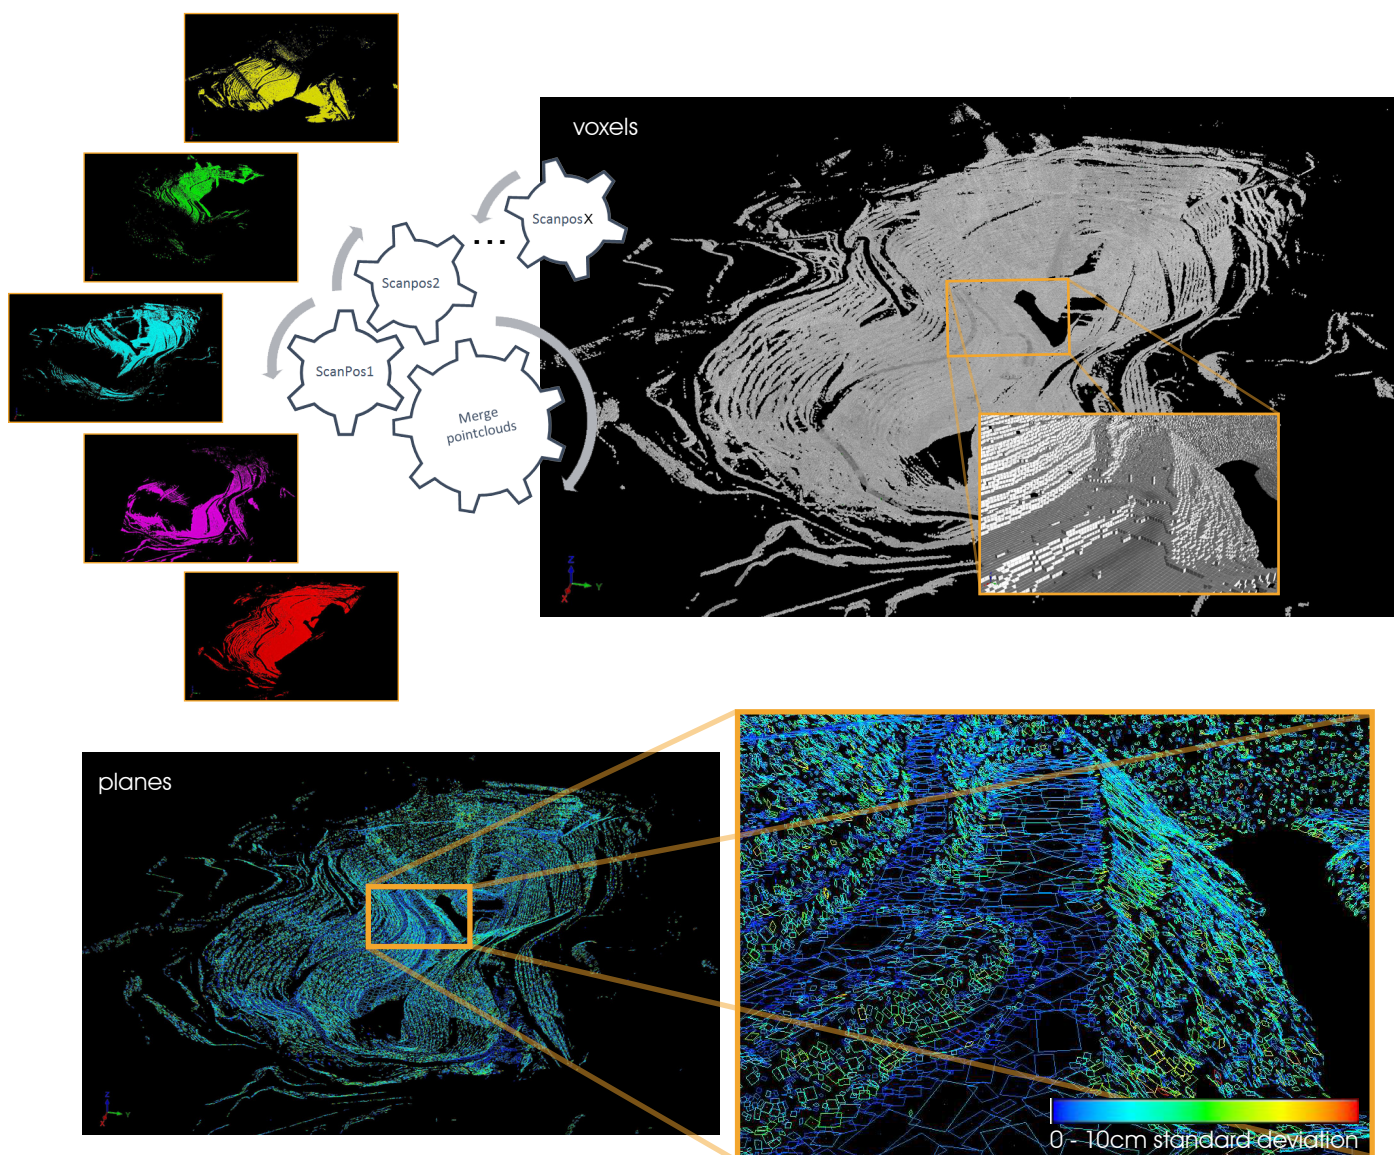 voxels
ScanposX
...
Scanpos2
ScanPos1
Merge
pointclouds
Z
Y
X
planes
Z
Y
X
0 - 10cm standard deviation